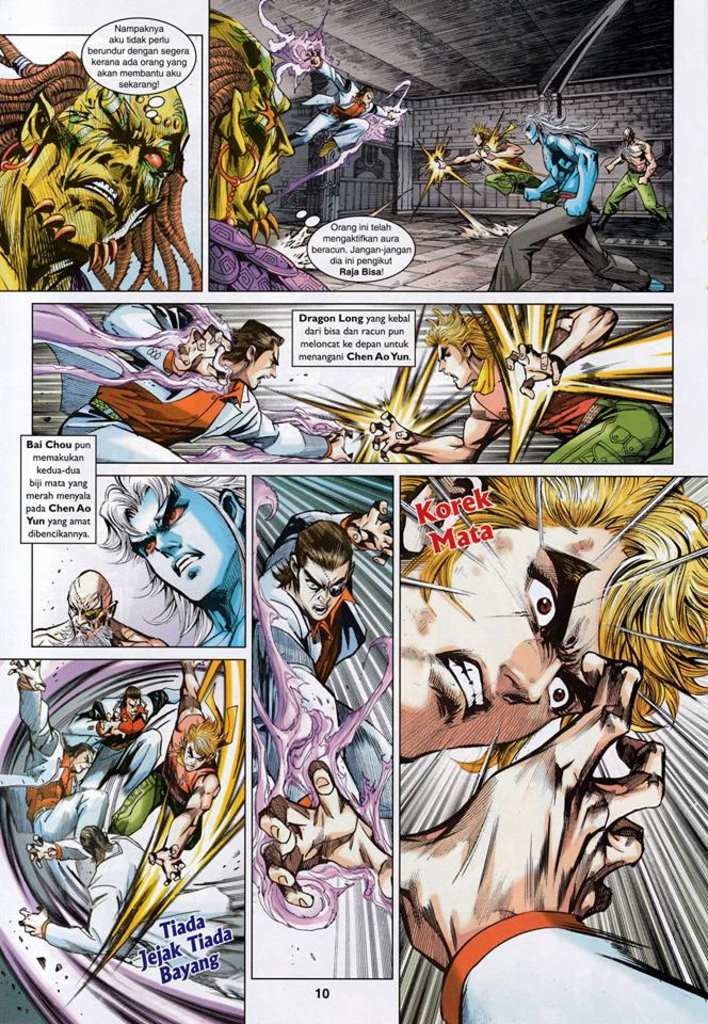 Nampaknya
aku tidak perlu
berundur dengan segera
kerana ada orang yang
akan membantu aku
sekarang!
Orang ini telah
mengaktifkan aura
beracun. Jangan-jangan
dia ini pengikut
Raja Bisa!
Dragon Long yang kebal
dari bisa dan racun pun
meloncat ke depan untuk
menangani Chen Ao Yun.
Bai Chou pun
memakukan
kedua-dua
biji mata yang
merah menyala
pada Chen Ao
Yun yang amat
dibencikannya.
Korek
Mata
Tiada
Jejak Tiada
Bayang
10